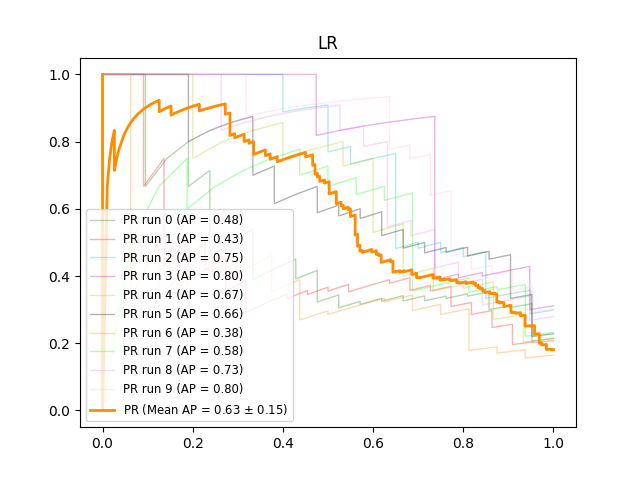 LR
1.0
0.8
0.6
0.4
0.2
0.0
PR run 0 (AP = 0.48)
PR run 1 (AP = 0.43)
PR run 2 (AP = 0.75)
PR run 3 (AP = 0.80)
PR run 4 (AP = 0.67)
PR run 5 (AP = 0.66)
PR run 6 (AP = 0.38)
PR run 7 (AP = 0.58)
PR run 8 (AP = 0.73)
PR run 9 (AP = 0.80)
PR (Mean AP = 0.63 ± 0.15)
0.0 0.2 0.4 0.6 0.8 1.0